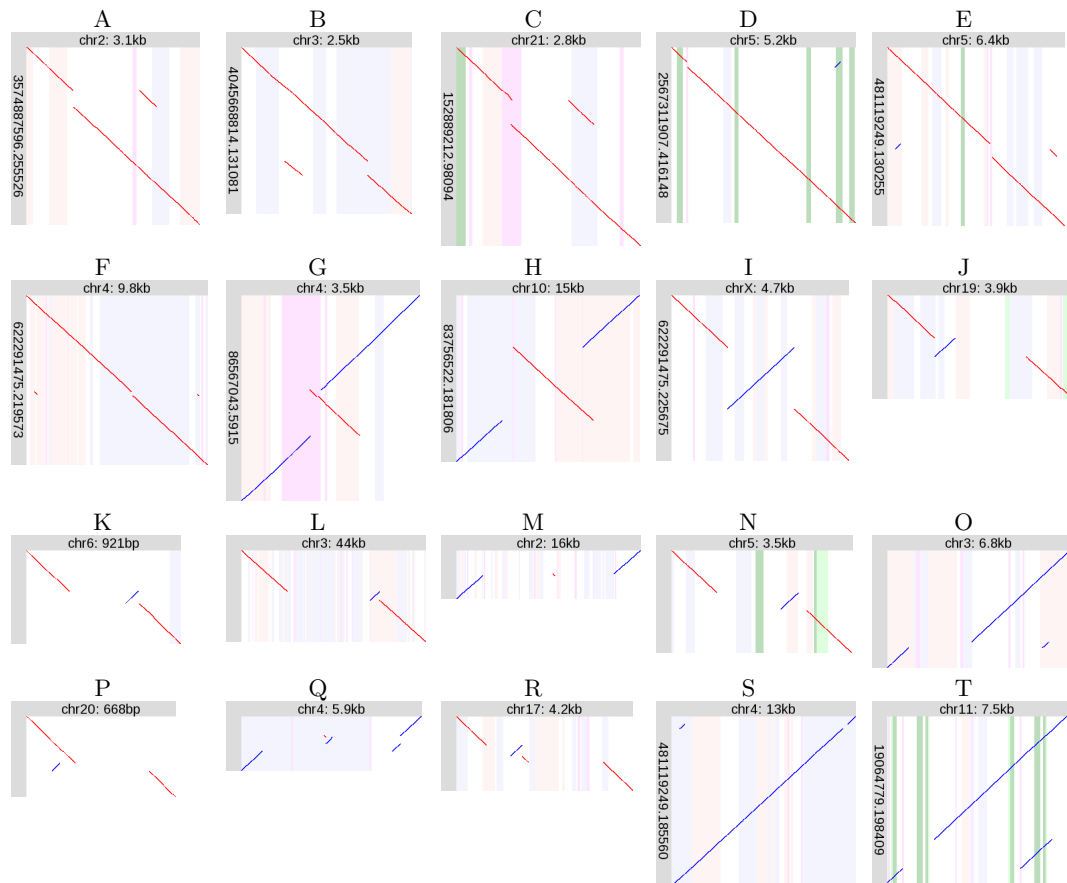 A B C D E
chr2: 3.1kb chr3: 2.5kb chr21: 2.8kb chr5: 5.2kb chr5: 6.4kb
3574887596.255526 4045668814.131081 152889212.98094 2567311907.416148 481119249.130255
F G H I J
chr4: 9.8kb chr4: 3.5kb chr10: 15kb chrX: 4.7kb chr19: 3.9kb
622291475.219573 86567043.5915 83756522.181806 622291475.225675
K L M N O
chr6: 921bp chr3: 44kb chr2: 16kb chr5: 3.5kb chr3: 6.8kb
P Q R S T
chr20: 668bp chr4: 5.9kb chr17: 4.2kb chr4: 13kb chr11: 7.5kb
481119249.185560 19064779.198409